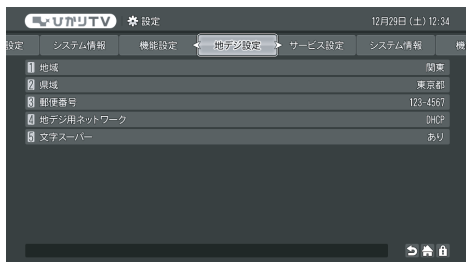 ひかりTV 設定 12月29日(土) 12:34
設定 システム情報 機能設定 地デジ設定 サービス設定 システム情報 機
1 地域 関東
2 県域 東京都
3 郵便番号 123-4567
4 地デジ用ネットワーク DHCP
5 文字スーパー あり